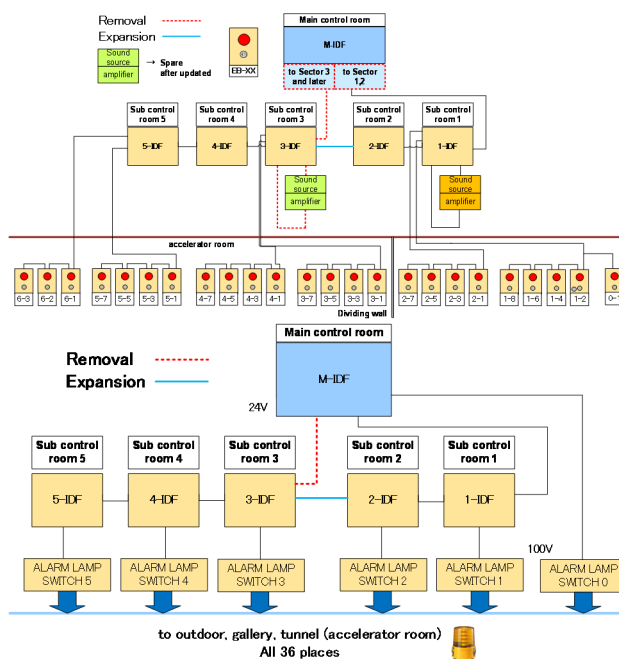 Removal
Expansion
Sound
source
amplifier
→ Spare
after updated
EB-XX
Main control room
M-IDF
to Sector 3
and later
to Sector
1,2
Sub control
room 5
Sub control
room 4
Sub control
room 3
Sub control
room 2
Sub control
room 1
5-IDF
4-IDF
3-IDF
2-IDF
1-IDF
Sound
source
amplifier
Sound
source
amplifier
accelerator room
6-3 6-2 6-1 5-7 5-5 5-3 5-1 4-7 4-5 4-3 4-1 3-7 3-5 3-3 3-1 2-7 2-5 2-3 2-1 1-8 1-6 1-4 1-2
Dividing wall
Main control room
Removal
Expansion
M-IDF
24V
Sub control
room 5
Sub control
room 4
Sub control
room 3
Sub control
room 2
Sub control
room 1
5-IDF
4-IDF
3-IDF
2-IDF
1-IDF
100V
ALARM LAMP
SWITCH 5
ALARM LAMP
SWITCH 4
ALARM LAMP
SWITCH 3
ALARM LAMP
SWITCH 2
ALARM LAMP
SWITCH 1
ALARM LAMP
SWITCH 0
to outdoor, gallery, tunnel (accelerator room)
All 36 places